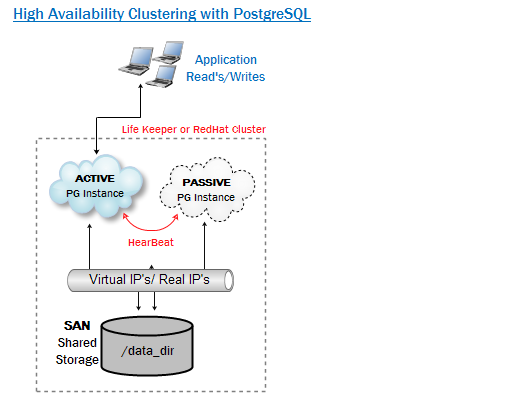 High Availability Clustering with PostgreSQL
Application
Read's/Writes
Life Keeper or RedHat Cluster
ACTIVE
PG Instance
PASSIVE
PG Instance
HearBeat
Virtual IP's/ Real IP's
SAN
Shared
Storage
/data_dir